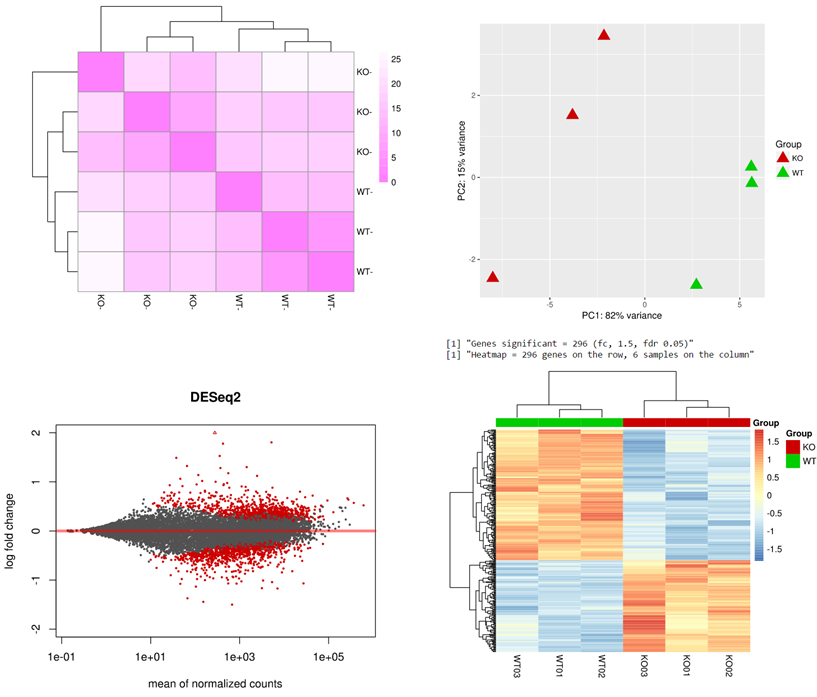 25
20
15
10
5
0
KO-
KO-
KO-
WT-
WT-
WT-
KO-
KO-
KO-
WT-
WT-
WT-
PC2: 15% variance
2
0
-2
-5
0
5
PC1: 82% variance
Group
KO
WT
[1] "Genes significant = 296 (fc, 1.5, fdr 0.05)"
[1] "Heatmap = 296 genes on the row, 6 samples on the column"
DESeq2
log fold change
2
1
0
-1
-2
1e-01
1e+01
1e+03
1e+05
mean of normalized counts
Group
1.5
1
0.5
0
-0.5
-1
-1.5
Group
KO
WT
WT03
WT01
WT02
KO03
KO01
KO02